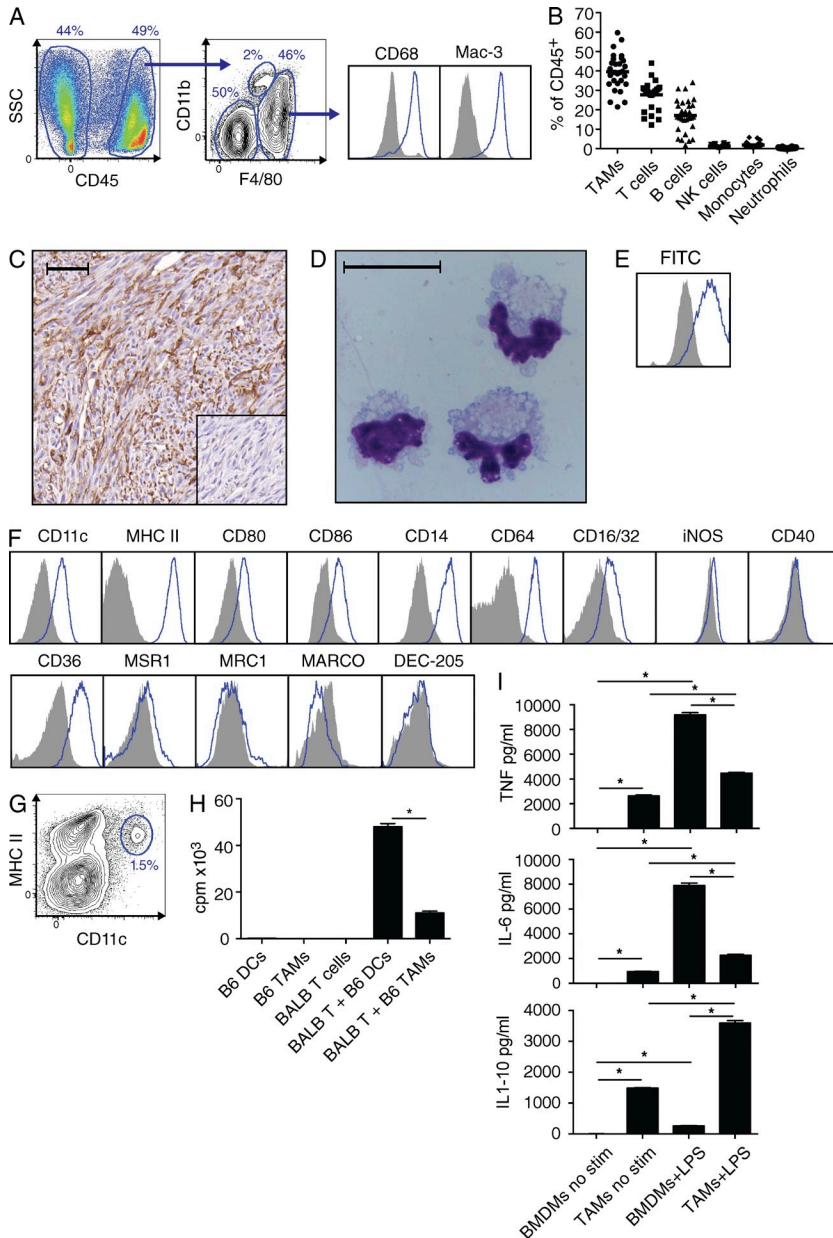 A
44%
49%
SSC
0
0
CD45
2%
46%
50%
CD11b
0
0
F4/80
CD68
Mac-3
B
% of CD45+
70
60
50
40
30
20
10
0
TAMs
T cells
B cells
NK cells
Monocytes
Neutrophils
C
D
E
FITC
F
CD11c
MHC II
CD80
CD86
CD14
CD64
CD16/32
iNOS
CD40
CD36
MSR1
MRC1
MARCO
DEC-205
G
MHC II
0
0
CD11c
1.5%
H
cpm x10³
60
40
20
0
*
B6 DCs
B6 TAMs
BALB T cells
BALB T + B6 DCs
BALB T + B6 TAMs
I
TNF pg/ml
10000
8000
6000
4000
2000
0
*
*
*
*
IL-6 pg/ml
10000
8000
6000
4000
2000
0
*
*
*
*
IL1-10 pg/ml
4000
3000
2000
1000
0
*
*
*
*
BMDMs no stim
TAMs no stim
BMDMs+LPS
TAMs+LPS